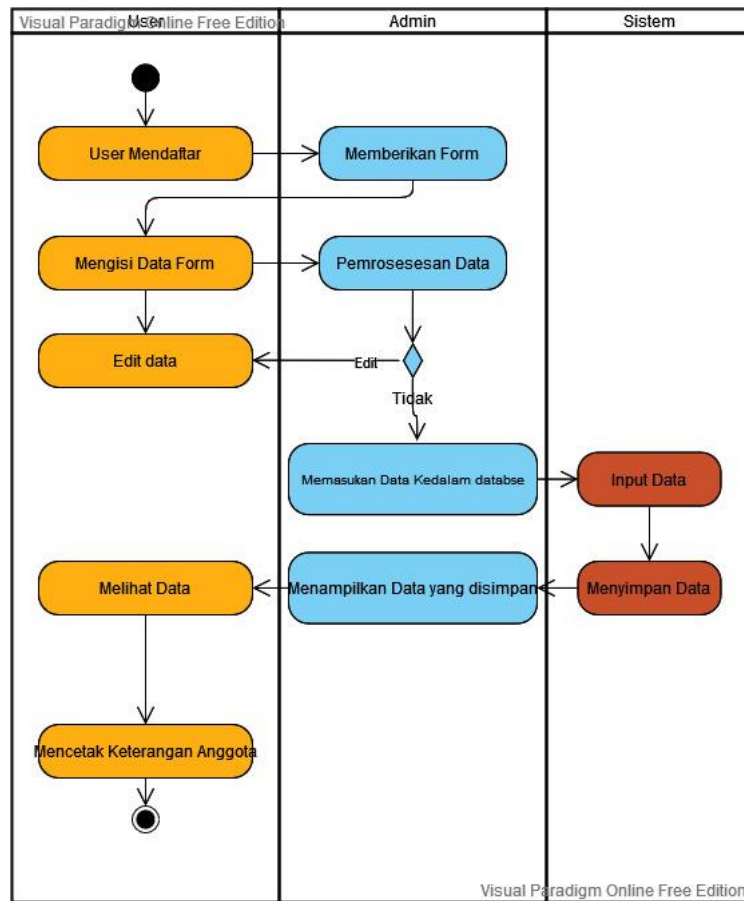 Visual Paradigm Online Free Edition
User
Admin
Sistem
User Mendaftar
Memberikan Form
Mengisi Data Form
Pemrosesesan Data
Edit data
Edit
Tidak
Memasukan Data Kedalam databse
Input Data
Melihat Data
Menampilkan Data yang disimpan
Menyimpan Data
Mencetak Keterangan Anggota
Visual Paradigm Online Free Edition